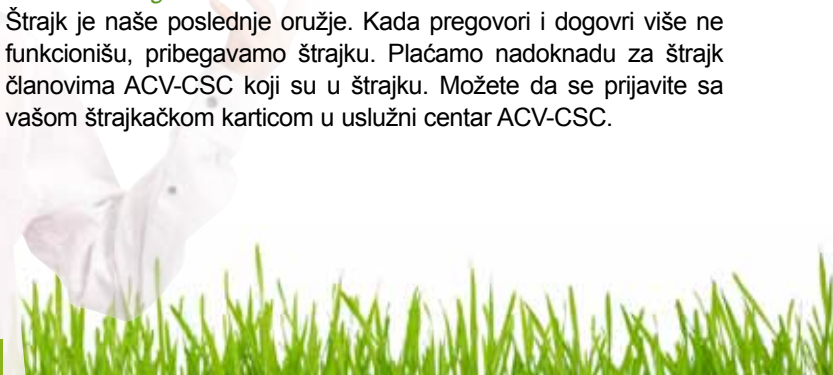 Štrajk je naše poslednje oružje. Kada pregovori i dogovri više ne
funkcionišu, pribegavamo štrajku. Plaćamo nadoknadu za štrajk
članovima ACV-CSC koji su u štrajku. Možete da se prijavite sa
vašom štrajkačkom karticom u uslužni centar ACV-CSC.